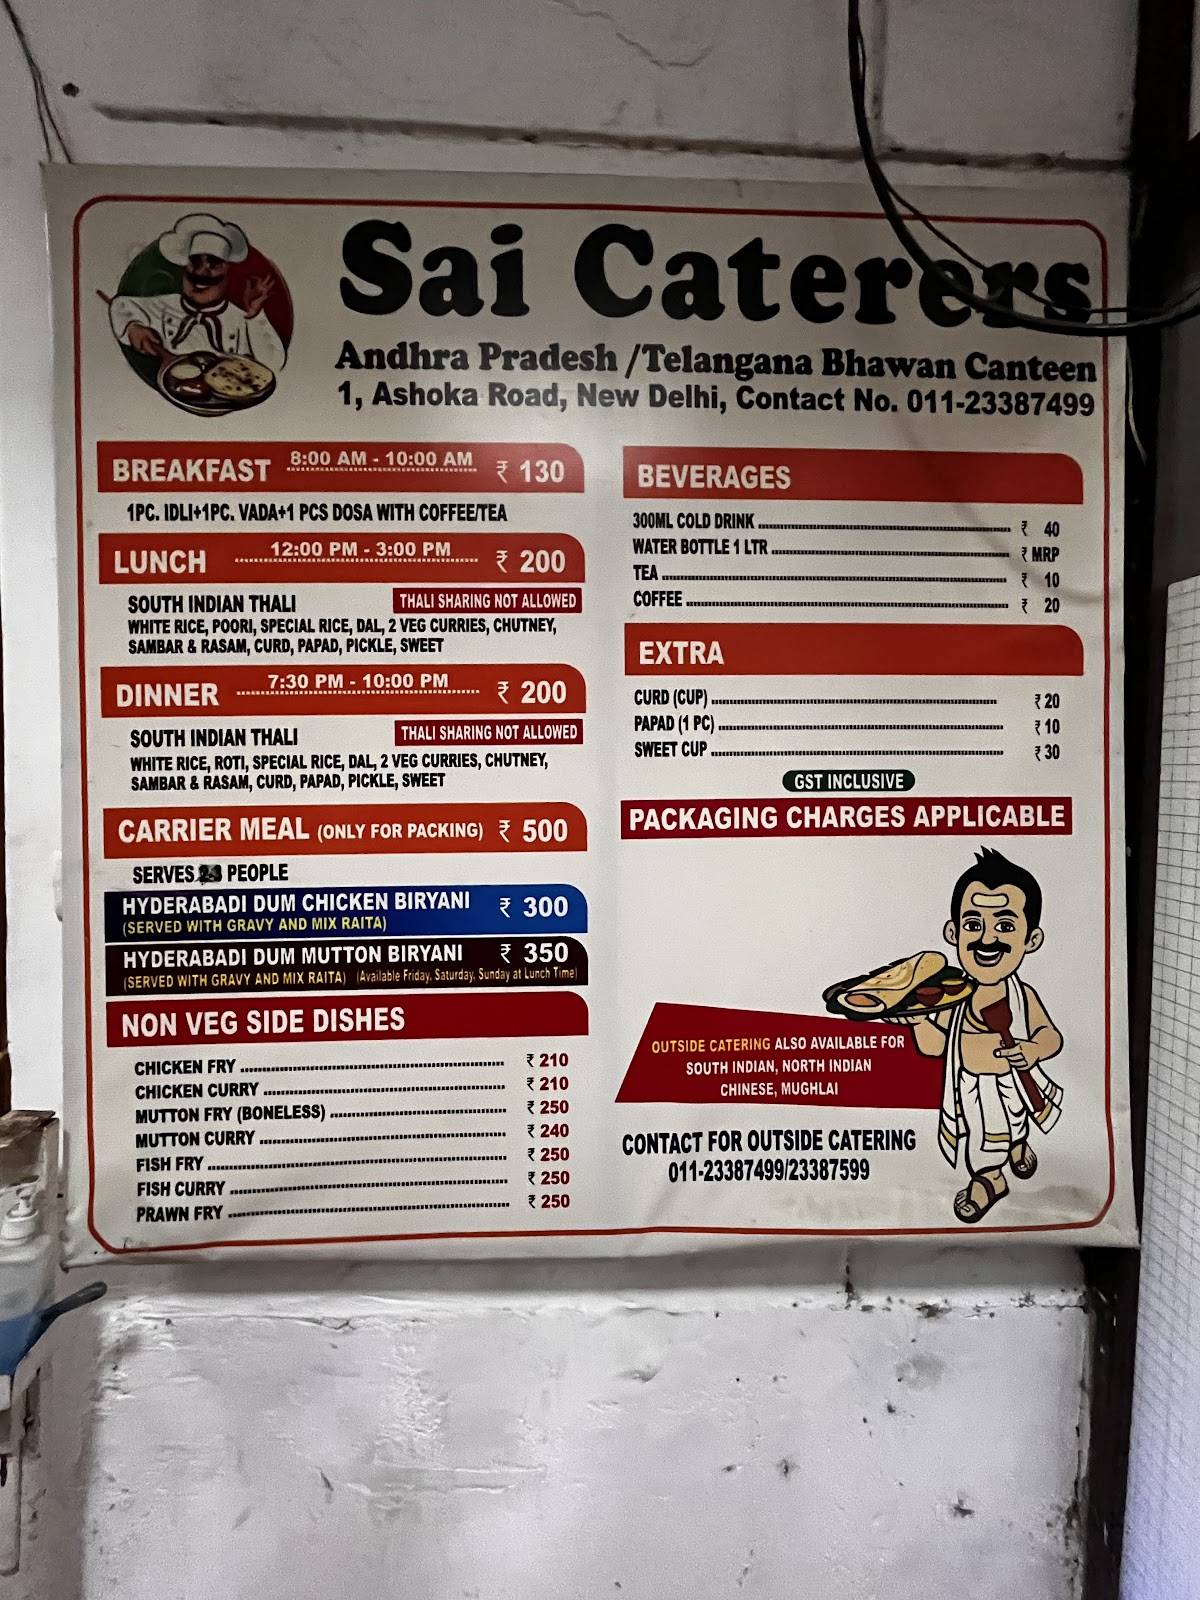 Sai Caterers
Andhra Pradesh /Telangana Bhawan Canteen
1, Ashoka Road, New Delhi, Contact No. 011-23387499
BREAKFAST 8:00 AM - 10:00 AM ₹ 130
1PC. IDLI+1PC. VADA+1 PCS DOSA WITH COFFEE/TEA
LUNCH 12:00 PM - 3:00 PM ₹ 200
SOUTH INDIAN THALI THALI SHARING NOT ALLOWED
WHITE RICE, POORI, SPECIAL RICE, DAL, 2 VEG CURRIES, CHUTNEY,
SAMBAR & RASAM, CURD, PAPAD, PICKLE, SWEET
DINNER 7:30 PM - 10:00 PM ₹ 200
SOUTH INDIAN THALI THALI SHARING NOT ALLOWED
WHITE RICE, ROTI, SPECIAL RICE, DAL, 2 VEG CURRIES, CHUTNEY,
SAMBAR & RASAM, CURD, PAPAD, PICKLE, SWEET
CARRIER MEAL (ONLY FOR PACKING) ₹ 500
SERVES PEOPLE
HYDERABADI DUM CHICKEN BIRYANI ₹ 300
(SERVED WITH GRAVY AND MIX RAITA)
HYDERABADI DUM MUTTON BIRYANI ₹ 350
(SERVED WITH GRAVY AND MIX RAITA) (Available Friday, Saturday, Sunday at Lunch Time)
NON VEG SIDE DISHES
CHICKEN FRY ₹ 210
CHICKEN CURRY ₹ 210
MUTTON FRY (BONELESS) ₹ 250
MUTTON CURRY ₹ 240
FISH FRY ₹ 250
FISH CURRY ₹ 250
PRAWN FRY ₹ 250
BEVERAGES
300ML COLD DRINK ₹ 40
WATER BOTTLE 1 LTR ₹ MRP
TEA ₹ 10
COFFEE ₹ 20
EXTRA
CURD (CUP) ₹ 20
PAPAD (1 PC) ₹ 10
SWEET CUP ₹ 30
GST INCLUSIVE
PACKAGING CHARGES APPLICABLE
OUTSIDE CATERING ALSO AVAILABLE FOR
SOUTH INDIAN, NORTH INDIAN
CHINESE, MUGHLAI
CONTACT FOR OUTSIDE CATERING
011-23387499/23387599